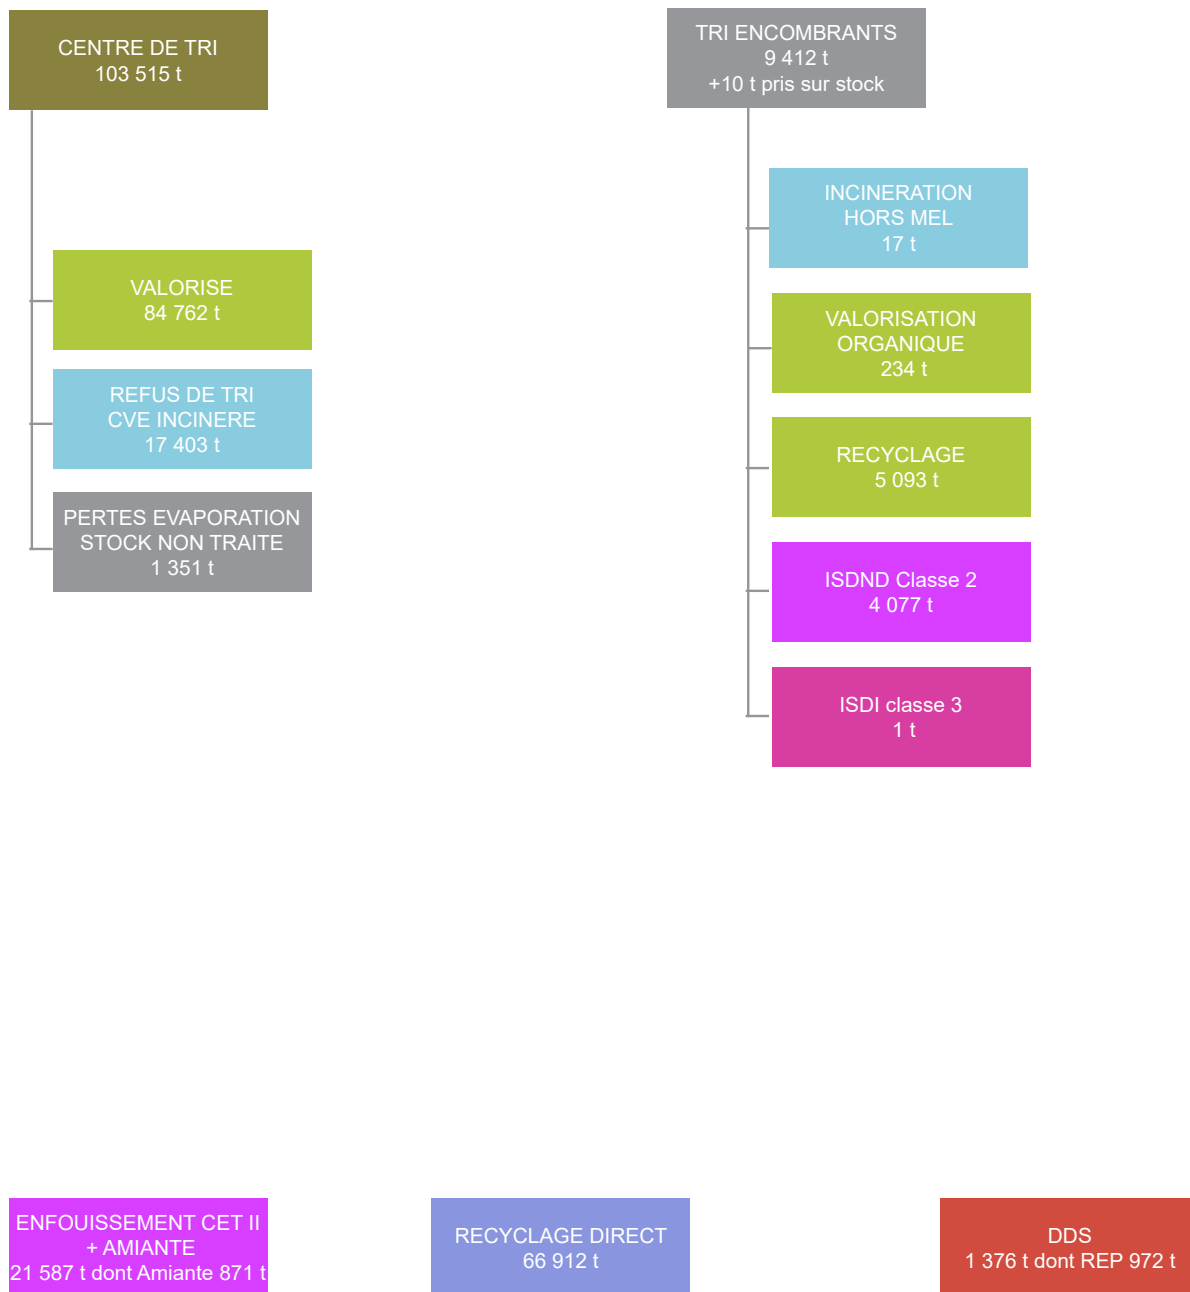 CENTRE DE TRI
103 515 t
VALORISE
84 762 t
REFUS DE TRI
CVE INCINERE
17 403 t
PERTES EVAPORATION
STOCK NON TRAITE
1 351 t
TRI ENCOMBRANTS
9 412 t
+10 t pris sur stock
INCINERATION
HORS MEL
17 t
VALORISATION
ORGANIQUE
234 t
RECYCLAGE
5 093 t
ISDND Classe 2
4 077 t
ISDI classe 3
1 t
ENFOUISSEMENT CET II
+ AMIANTE
21 587 t dont Amiante 871 t
RECYCLAGE DIRECT
66 912 t
DDS
1 376 t dont REP 972 t